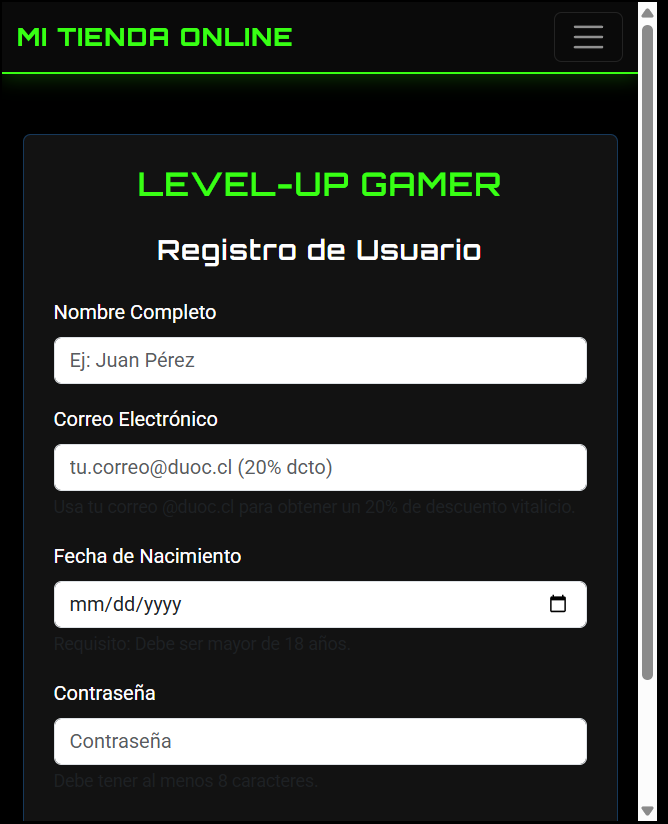 MI TIENDA ONLINE
LEVEL-UP GAMER
Registro de Usuario
Nombre Completo
Ej: Juan Pérez
Correo Electrónico
tu.correo@duoc.cl (20% dcto)
Usa tu correo @duoc.cl para obtener un 20% de descuento vitalicio.
Fecha de Nacimiento
mm/dd/yyyy
Requisito: Debe ser mayor de 18 años.
Contraseña
Contraseña
Debe tener al menos 8 caracteres.